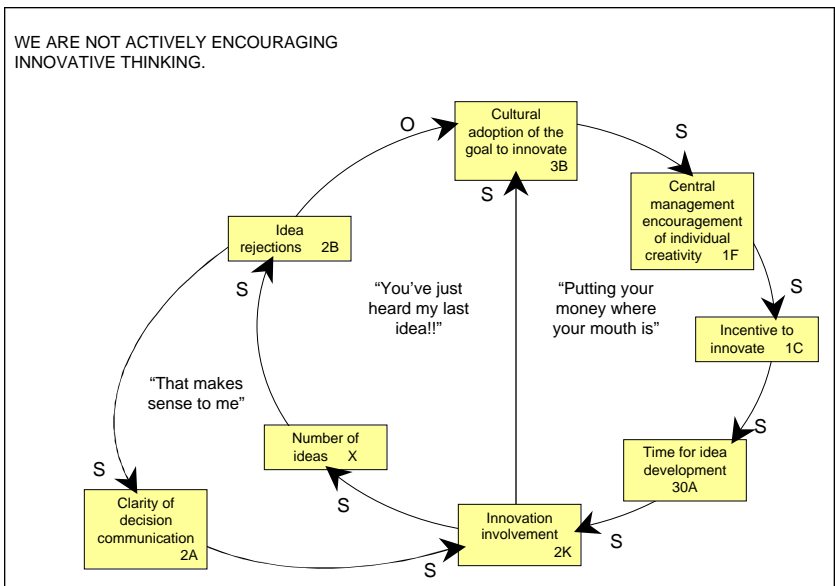 WE ARE NOT ACTIVELY ENCOURAGING
INNOVATIVE THINKING.
Cultural
adoption of the
goal to innovate
3B
O
S
S
Central
management
encouragement
of individual
creativity 1F
Idea
rejections 2B
S
S
“You’ve just
heard my last
idea!!”
“Putting your
money where
your mouth is”
Incentive to
innovate 1C
“That makes
sense to me”
Number of
ideas X
S
Time for idea
development
30A
S
Clarity of
decision
communication
2A
S
Innovation
involvement
2K
S
S